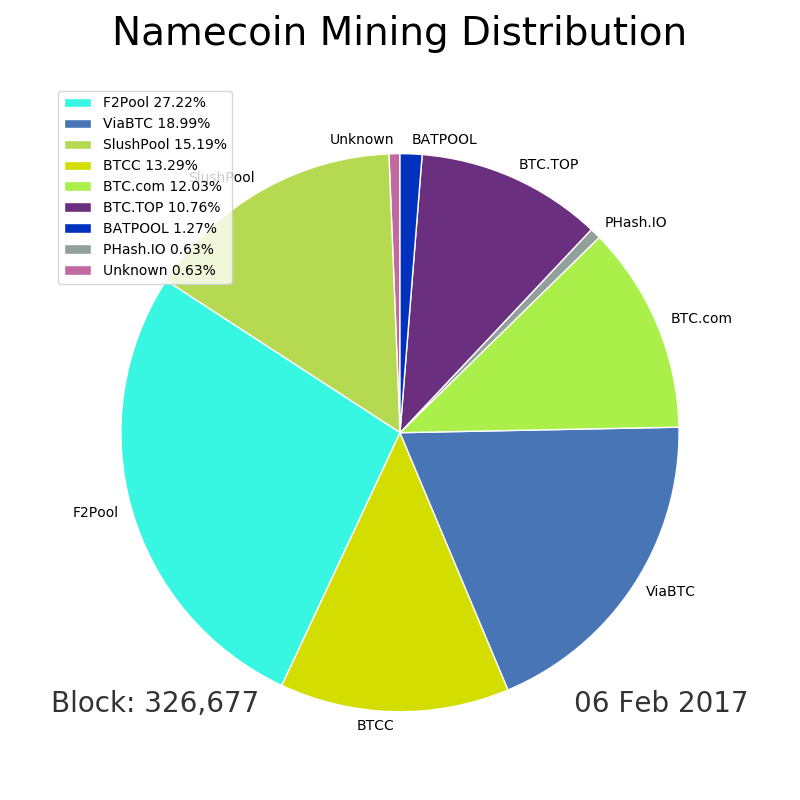 Namecoin Mining Distribution
F2Pool 27.22%
ViaBTC 18.99%
SlushPool 15.19%
BTCC 13.29%
BTC.com 12.03%
BTC.TOP 10.76%
BATPOOL 1.27%
PHash.IO 0.63%
Unknown 0.63%
Unknown
BATPOOL
BTC.TOP
SlushPool
PHash.IO
BTC.com
F2Pool
ViaBTC
BTCC
Block: 326,677
06 Feb 2017